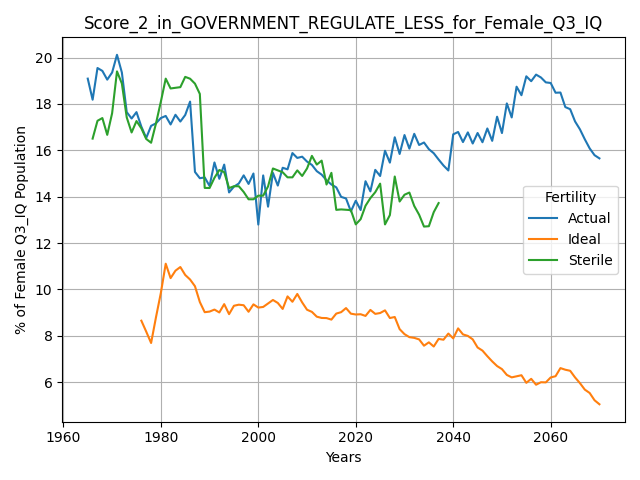 Score_2_in_GOVERNMENT_REGULATE_LESS_for_Female_Q3_IQ
% of Female Q3_IQ Population
20
18
16
14
12
10
8
6
Fertility
Actual
Ideal
Sterile
1960
1980
2000
2020
2040
2060
Years